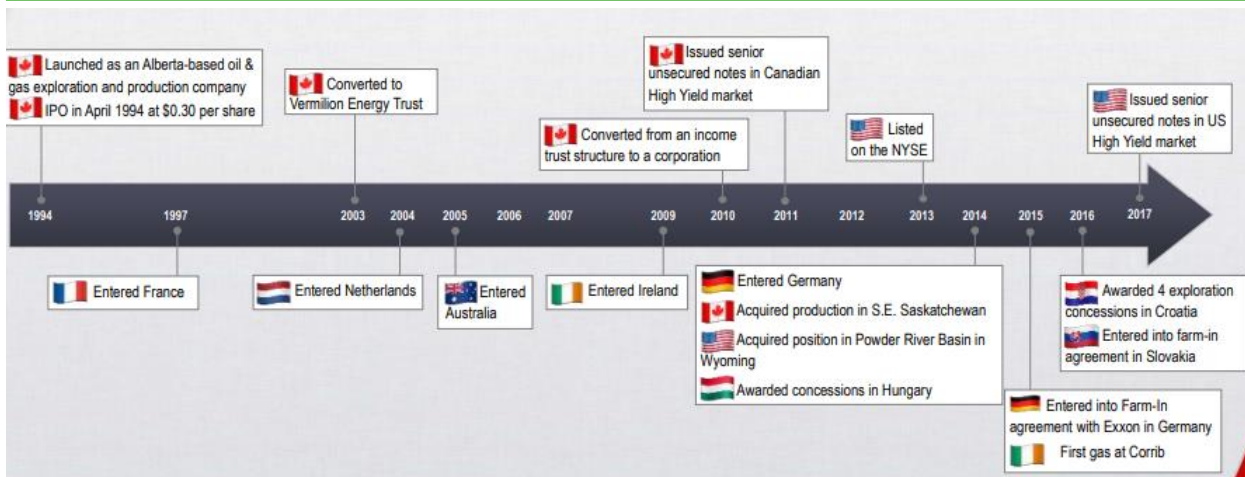 Launched as an Alberta-based oil &
gas exploration and production company
IPO in April 1994 at $0.30 per share
Converted to
Vermilion Energy Trust
Issued senior
unsecured notes in Canadian
High Yield market
Converted from an income
trust structure to a corporation
Listed
on the NYSE
Issued senior
unsecured notes in US
High Yield market
1994 1997 2003 2004 2005 2006 2007 2009 2010 2011 2012 2013 2014 2015 2016 2017
Entered France
Entered Netherlands
Entered
Australia
Entered Ireland
Entered Germany
Acquired production in S.E. Saskatchewan
Acquired position in Powder River Basin in
Wyoming
Awarded concessions in Hungary
Awarded 4 exploration
concessions in Croatia
Entered into farm-in
agreement in Slovakia
Entered into Farm-In
agreement with Exxon in Germany
First gas at Corrib